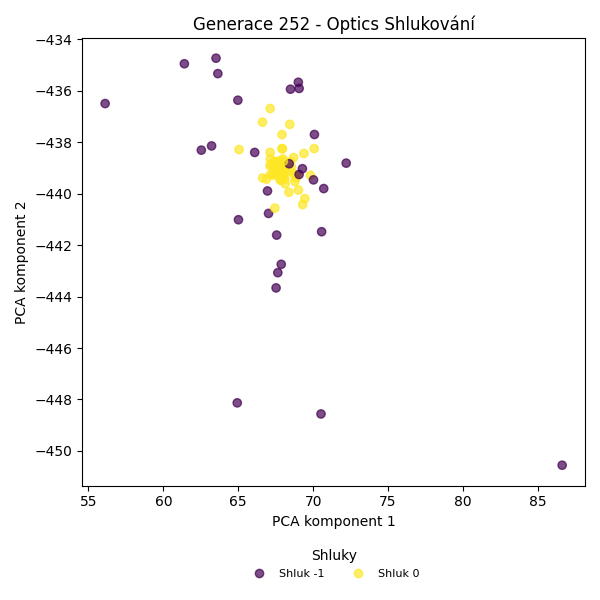 Generace 252 - Optics Shlukování
PCA komponent 2
−434
−436
−438
−440
−442
−444
−446
−448
−450
55 60 65 70 75 80 85
PCA komponent 1
Shluky
Shluk -1 Shluk 0